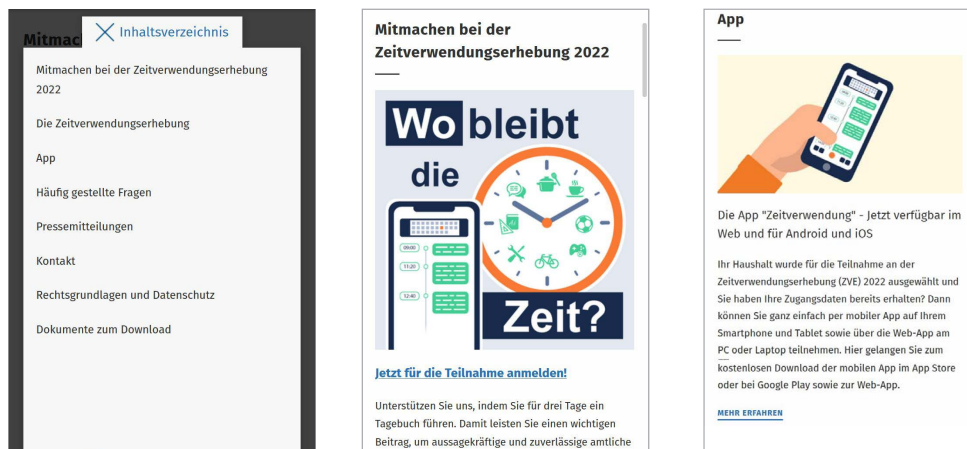 Mitmac
Inhaltsverzeichnis
Mitmachen bei der Zeitverwendungserhebung
2022
Die Zeitverwendungserhebung
App
Häufig gestellte Fragen
Pressemitteilungen
Kontakt
Rechtsgrundlagen und Datenschutz
Dokumente zum Download
Mitmachen bei der
Zeitverwendungserhebung 2022
Wo bleibt
die
09:00
11:20
12:40
Zeit?
Jetzt für die Teilnahme anmelden!
Unterstützen Sie uns, indem Sie für drei Tage ein
Tagebuch führen. Damit leisten Sie einen wichtigen
Beitrag, um aussagekräftige und zuverlässige amtliche
App
Die App "Zeitverwendung" - Jetzt verfügbar im
Web und für Android und iOS
Ihr Haushalt wurde für die Teilnahme an der
Zeitverwendungserhebung (ZVE) 2022 ausgewählt und
Sie haben Ihre Zugangsdaten bereits erhalten? Dann
können Sie ganz einfach per mobiler App auf Ihrem
Smartphone und Tablet sowie über die Web-App am
PC oder Laptop teilnehmen. Hier gelangen Sie zum
kostenlosen Download der mobilen App im App Store
oder bei Google Play sowie zur Web-App.
MEHR ERFAHREN